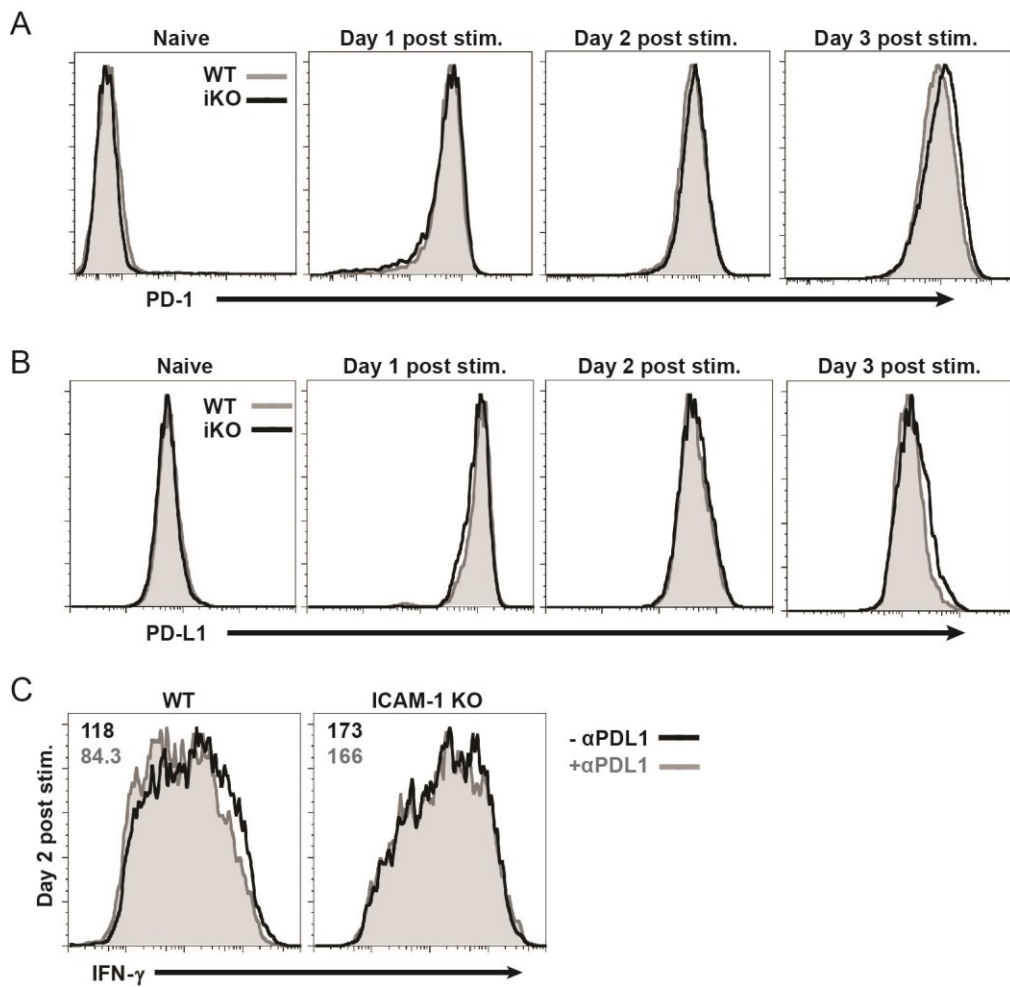 A
Naive
Day 1 post stim.
Day 2 post stim.
Day 3 post stim.
WT
iKO
PD-1
B
Naive
Day 1 post stim.
Day 2 post stim.
Day 3 post stim.
WT
iKO
PD-L1
C
WT
ICAM-1 KO
118
84.3
173
166
- αPDL1
+αPDL1
Day 2 post stim.
IFN-γ